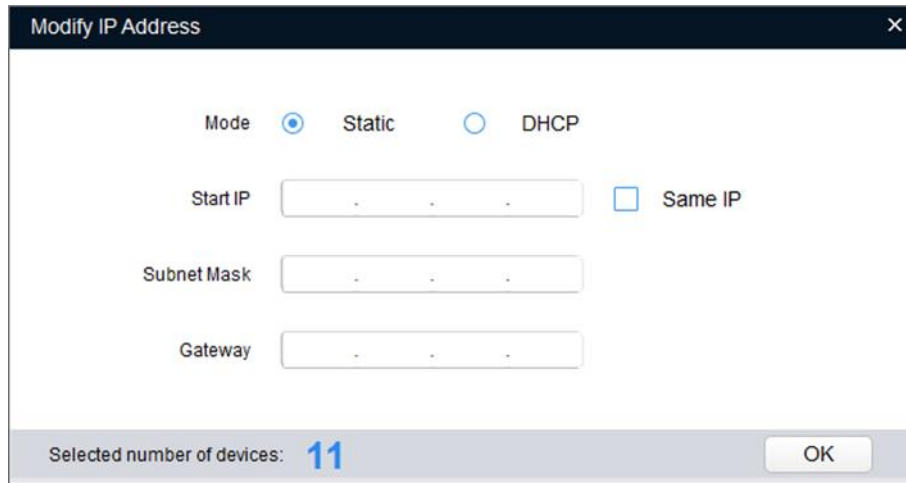 Modify IP Address ×
Mode Static DHCP
Start IP . . . Same IP
Subnet Mask . . .
Gateway . . .
Selected number of devices: 11 OK